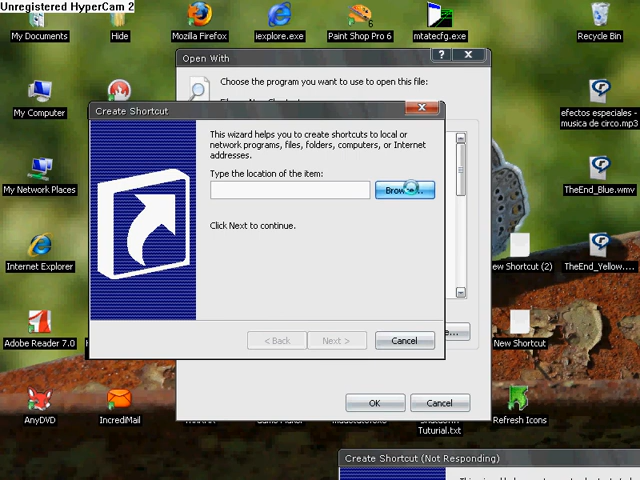 Unregistered HyperCam 2
My Documents
Hide
Mozilla Firefox
iexplore.exe
Paint Shop Pro 6
mtatecfg.exe
Recycle Bin
Open With
Choose the program you want to use to open this file:
Create Shortcut
My Computer
efectos especiales -
musica de circo.mp3
This wizard helps you to create shortcuts to local or
network programs, files, folders, computers, or Internet
addresses.
Type the location of the item:
Browse...
My Network Places
TheEnd_Blue.wmv
Click Next to continue.
Internet Explorer
ew Shortcut (2)
TheEnd_Yellow....
Adobe Reader 7.0
< Back
Next >
Cancel
e...
New Shortcut
OK
Cancel
AnyDVD
IncrediMail
Tuturial.txt
Refresh Icons
Create Shortcut (Not Responding)